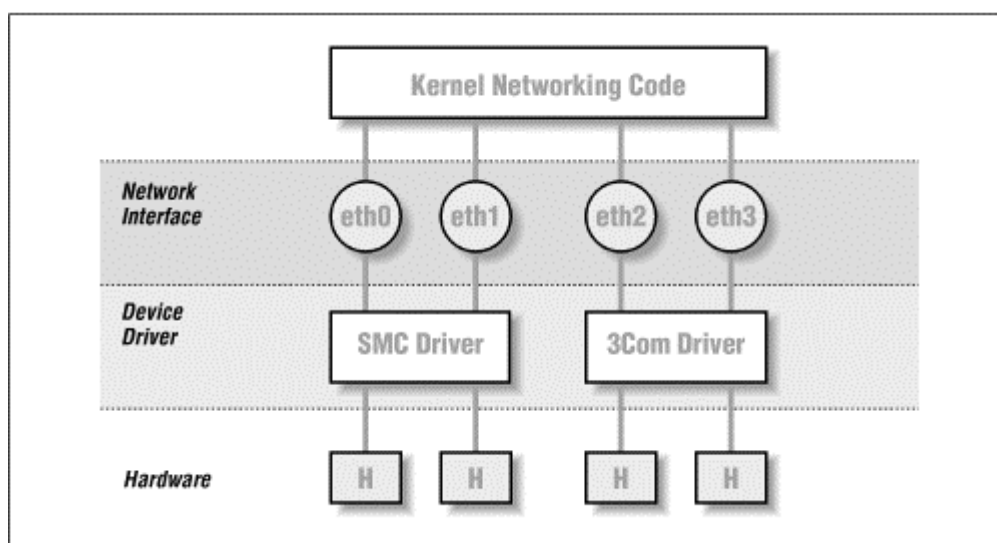 Kernel Networking Code
Network
Interface
eth0 eth1 eth2 eth3
Device
Driver
SMC Driver 3Com Driver
Hardware
H H H H